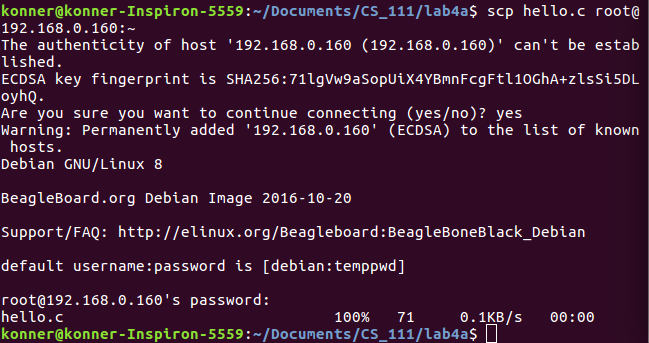 konner@konner-Inspiron-5559:~/Documents/CS_111/lab4a$ scp hello.c root@
192.168.0.160:~
The authenticity of host '192.168.0.160 (192.168.0.160)' can't be estab
lished.
ECDSA key fingerprint is SHA256:71lgVw9aSopUiX4YBmnFcgFtl1OGhA+zlsSi5DL
oyhQ.
Are you sure you want to continue connecting (yes/no)? yes
Warning: Permanently added '192.168.0.160' (ECDSA) to the list of known
 hosts.
Debian GNU/Linux 8
BeagleBoard.org Debian Image 2016-10-20
Support/FAQ: http://elinux.org/Beagleboard:BeagleBoneBlack_Debian
default username:password is [debian:temppwd]
root@192.168.0.160's password:
hello.c                                 100%   71     0.1KB/s   00:00
konner@konner-Inspiron-5559:~/Documents/CS_111/lab4a$